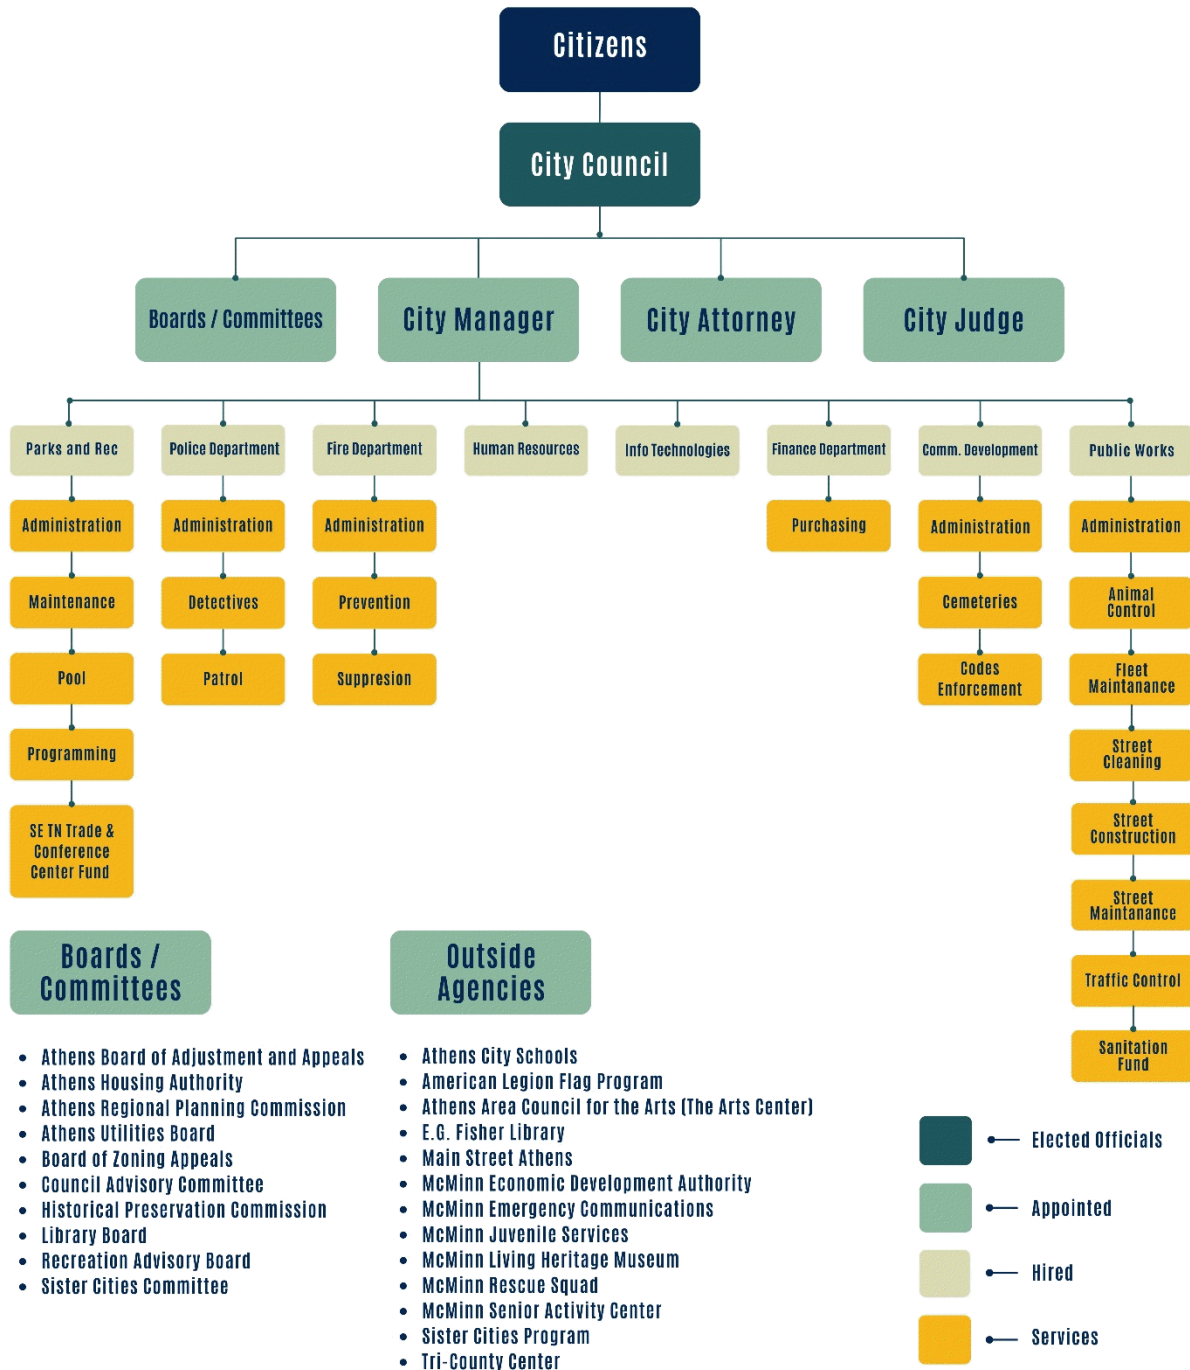 Citizens
City Council
Boards / Committees
City Manager
City Attorney
City Judge
Parks and Rec
Police Department
Fire Department
Human Resources
Info Technologies
Finance Department
Comm. Development
Public Works
Administration
Administration
Administration
Purchasing
Administration
Administration
Maintenance
Detectives
Prevention
Cemeteries
Animal
Control
Pool
Patrol
Suppresion
Codes
Enforcement
Fleet
Maintanance
Programming
Street
Cleaning
SE TN Trade &
Conference
Center Fund
Street
Construction
Street
Maintanance
Traffic Control
Sanitation
Fund
Boards /
Committees
• Athens Board of Adjustment and Appeals
• Athens Housing Authority
• Athens Regional Planning Commission
• Athens Utilities Board
• Board of Zoning Appeals
• Council Advisory Committee
• Historical Preservation Commission
• Library Board
• Recreation Advisory Board
• Sister Cities Committee
Outside
Agencies
• Athens City Schools
• American Legion Flag Program
• Athens Area Council for the Arts (The Arts Center)
• E.G. Fisher Library
• Main Street Athens
• McMinn Economic Development Authority
• McMinn Emergency Communications
• McMinn Juvenile Services
• McMinn Living Heritage Museum
• McMinn Rescue Squad
• McMinn Senior Activity Center
• Sister Cities Program
• Tri-County Center
Elected Officials
Appointed
Hired
Services